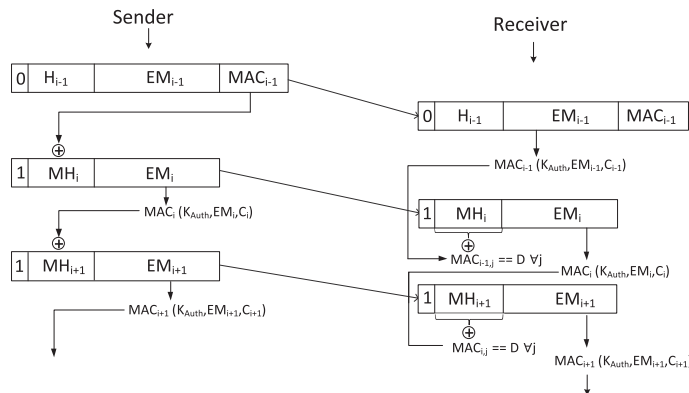 Sender
Receiver
0 H_{i-1} EM_{i-1} MAC_{i-1}
0 H_{i-1} EM_{i-1} MAC_{i-1}
⊕
MAC_{i-1} (K_{Auth},EM_{i-1},C_{i-1})
1 MH_i EM_i
1 MH_i EM_i
MAC_i (K_{Auth},EM_i,C_i)
⊕
⊕
MAC_{i-1,j} == D ∀j
1 MH_{i+1} EM_{i+1}
MAC_i (K_{Auth},EM_i,C_i)
1 MH_{i+1} EM_{i+1}
MAC_{i+1} (K_{Auth},EM_{i+1},C_{i+1})
⊕
MAC_{i,j} == D ∀j
MAC_{i+1} (K_{Auth},EM_{i+1},C_{i+1})